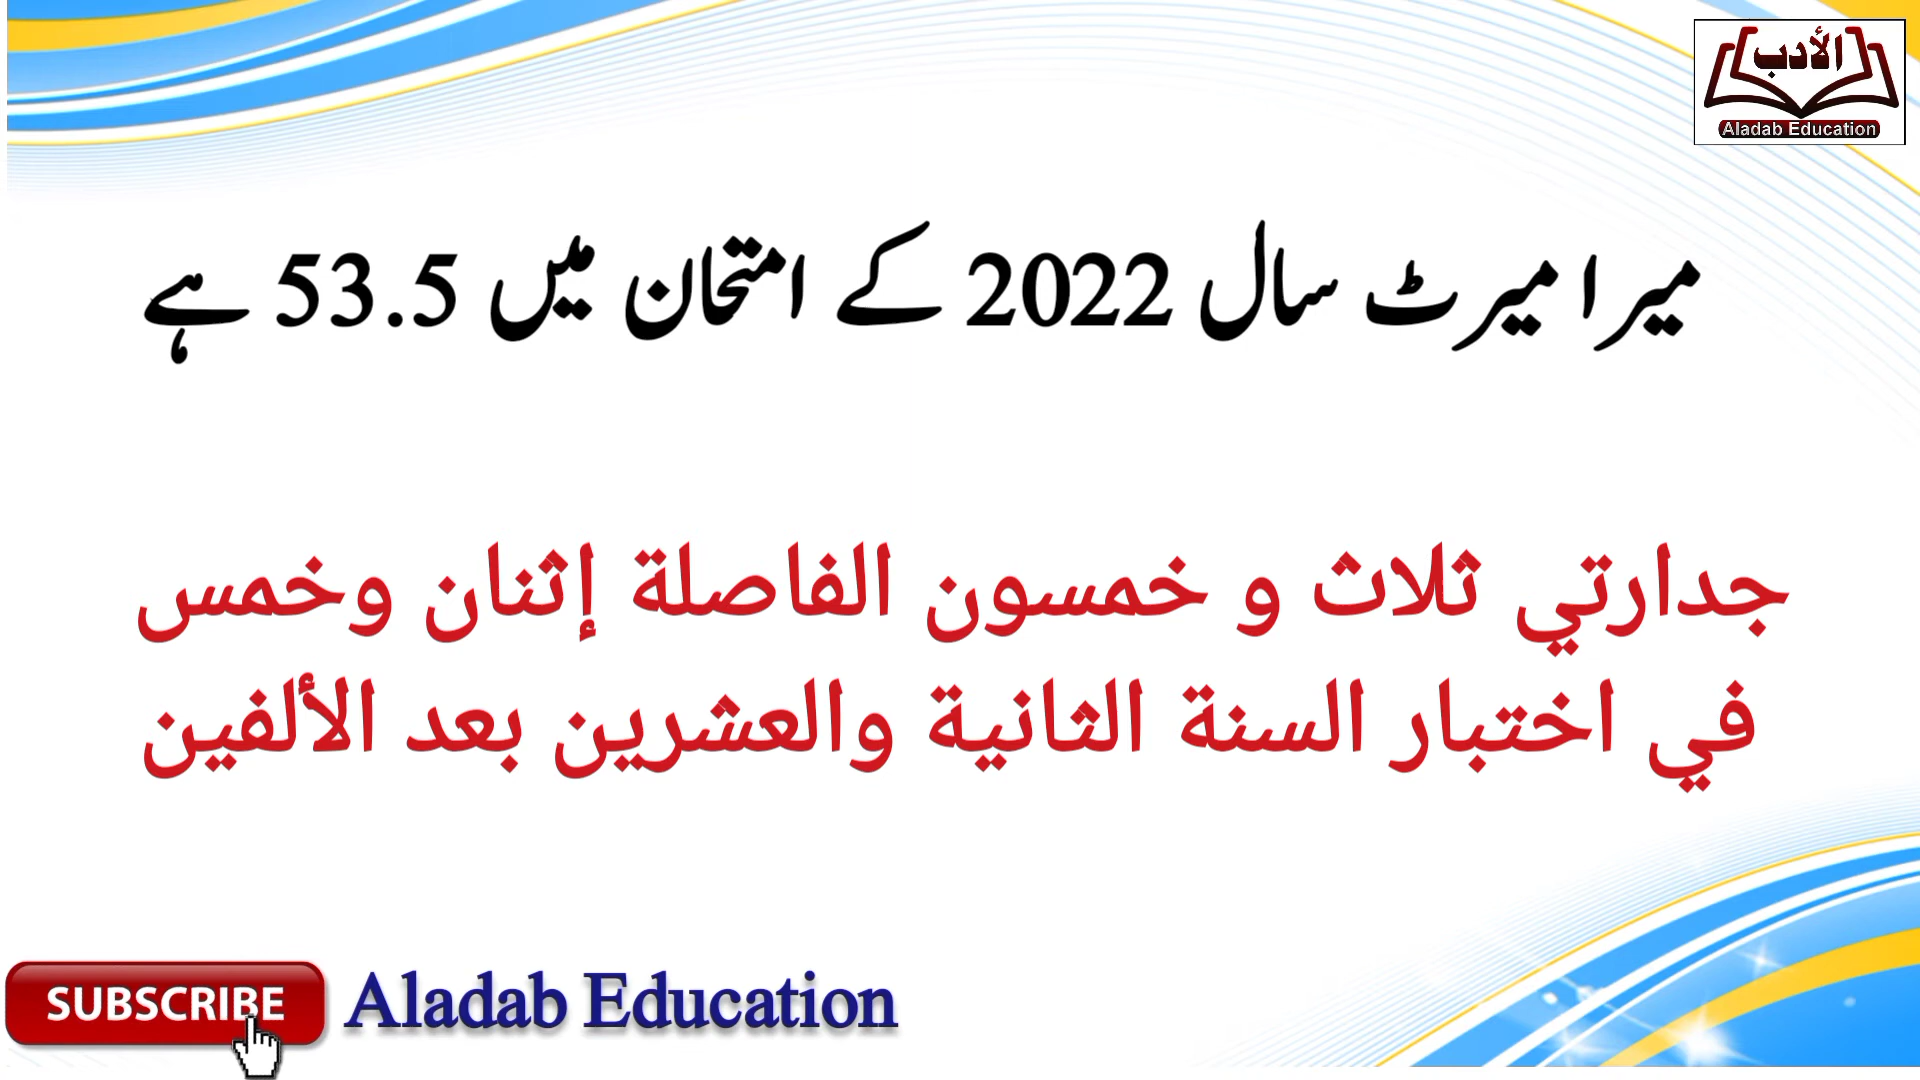 الأدب
Aladab Education
میرا میرٹ سال 2022 کے امتحان میں 53.5 ہے
جدارتي ثلاث و خمسون الفاصلة إثنان وخمس
في اختبار السنة الثانية والعشرين بعد الألفين
SUBSCRIBE Aladab Education